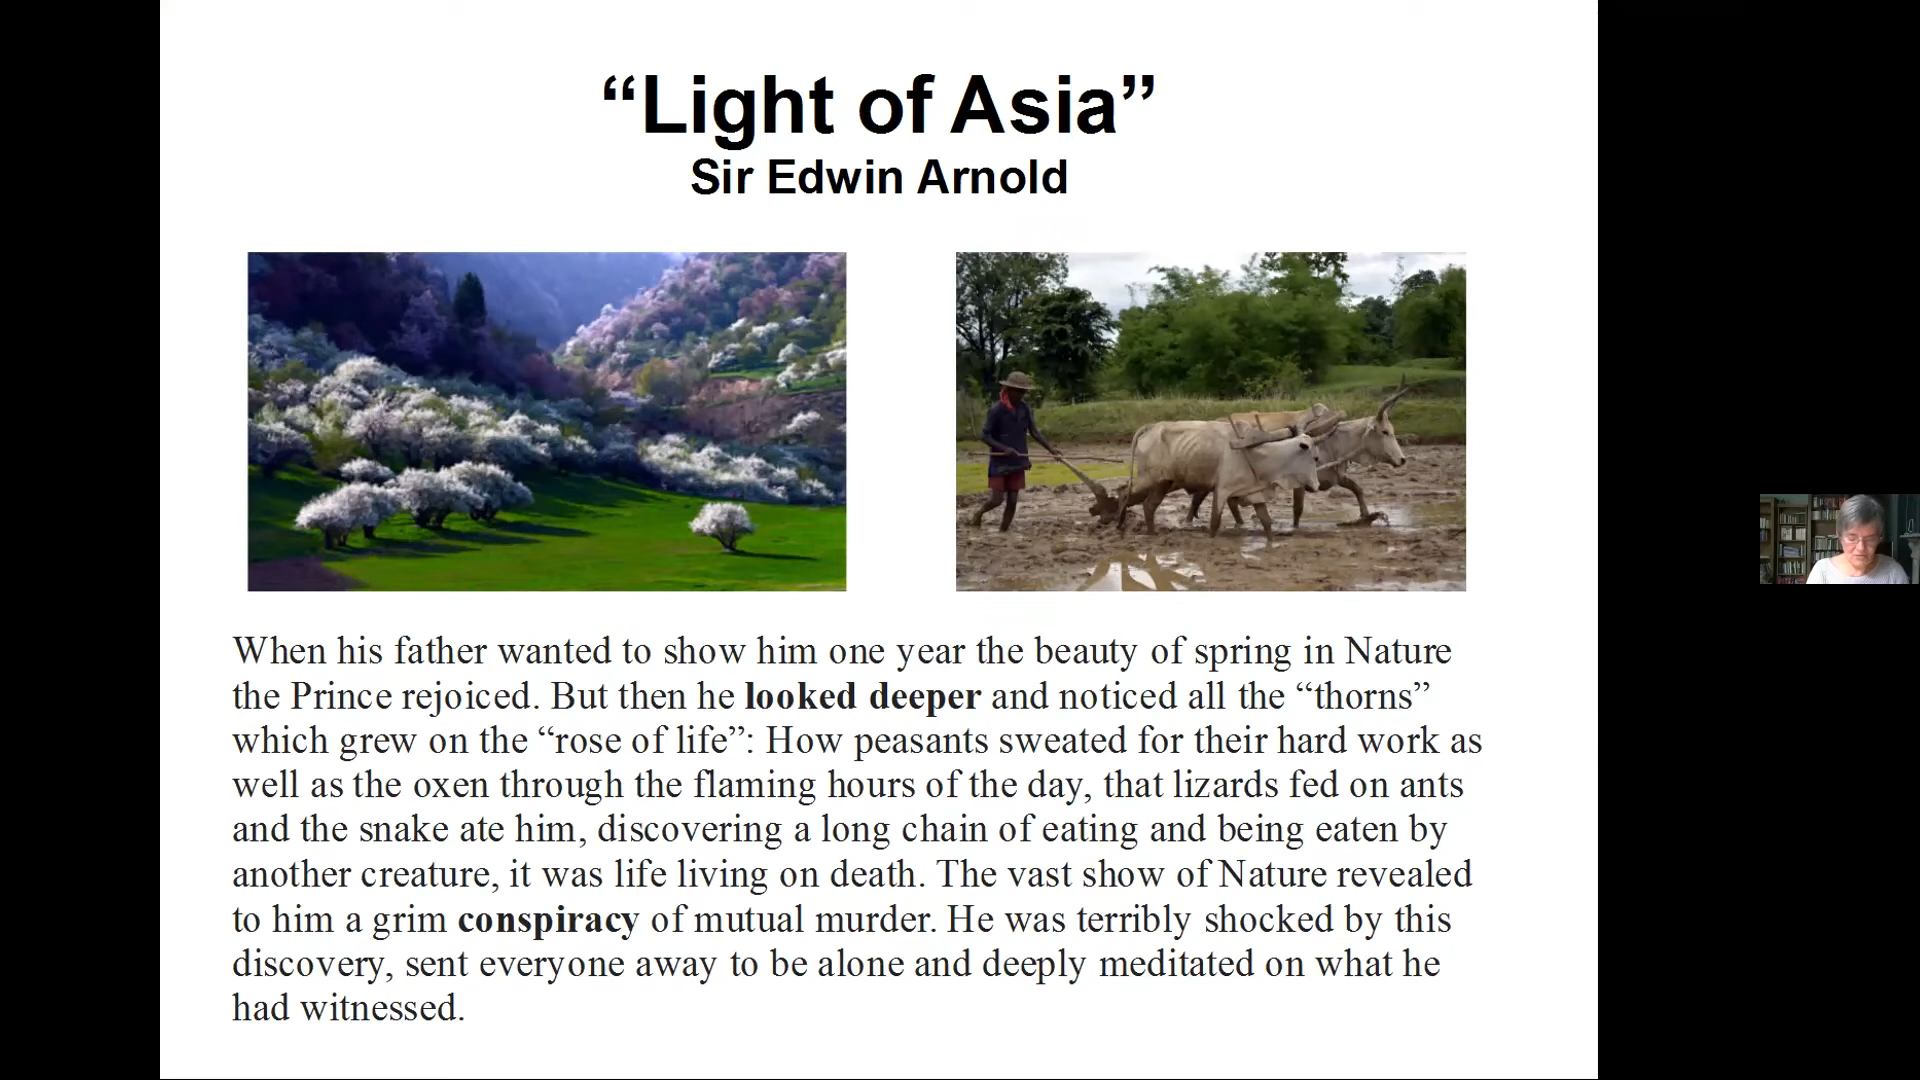 “Light of Asia”
Sir Edwin Arnold
When his father wanted to show him one year the beauty of spring in Nature
the Prince rejoiced. But then he looked deeper and noticed all the “thorns”
which grew on the “rose of life”: How peasants sweated for their hard work as
well as the oxen through the flaming hours of the day, that lizards fed on ants
and the snake ate him, discovering a long chain of eating and being eaten by
another creature, it was life living on death. The vast show of Nature revealed
to him a grim conspiracy of mutual murder. He was terribly shocked by this
discovery, sent everyone away to be alone and deeply meditated on what he
had witnessed.